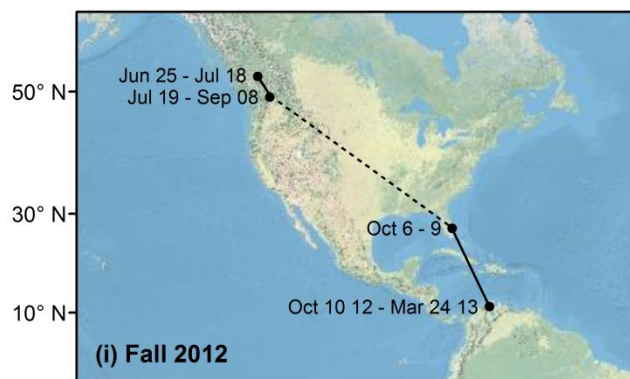 Jun 25 - Jul 18
50° N
Jul 19 - Sep 08
30° N
Oct 6 - 9
10° N
Oct 10 12 - Mar 24 13
(i) Fall 2012